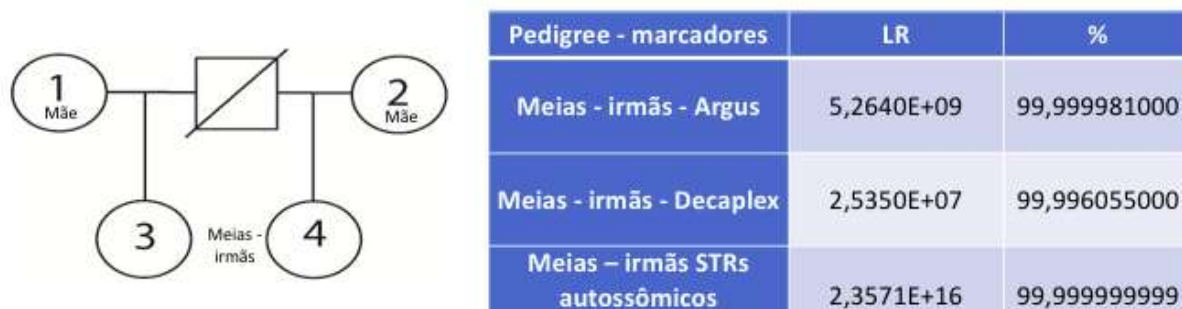 1
Mãe
2
Mãe
3
Meias -
irmãs
4
Pedigree - marcadores LR %
Meias - irmãs - Argus 5,2640E+09 99,999981000
Meias - irmãs - Decaplex 2,5350E+07 99,996055000
Meias – irmãs STRs
autossômicos 2,3571E+16 99,999999999